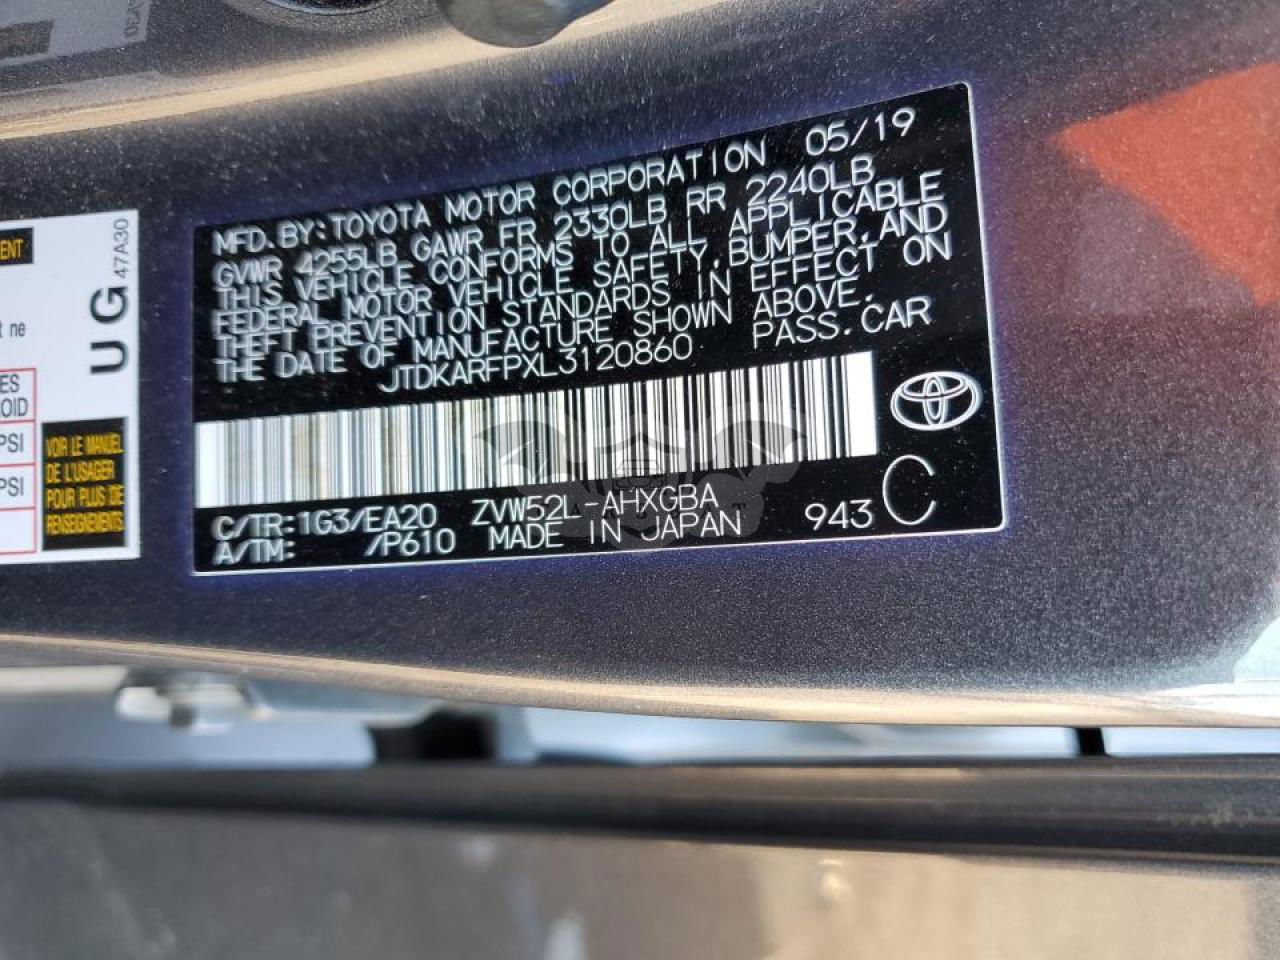 MFD.BY:TOYOTA MOTOR CORPORATION 05/19
GVWR 4255LB GAWR FR 2330LB RR 2240LB
THIS VEHICLE CONFORMS TO ALL APPLICABLE
FEDERAL MOTOR VEHICLE SAFETY,BUMPER,AND
THEFT PREVENTION STANDARDS IN EFFECT ON
THE DATE OF MANUFACTURE SHOWN ABOVE.
JTDKARFPXL3120860 PASS.CAR
C/TR:1G3/EA20 ZVW52L-AHXGBA
A/TM: /P610 MADE IN JAPAN 943 C
UG 47A30
ne
PSI
PSI
VOIR LE MANUEL
DE L'USAGER
POUR PLUS DE
RENSEIGNEMENTS